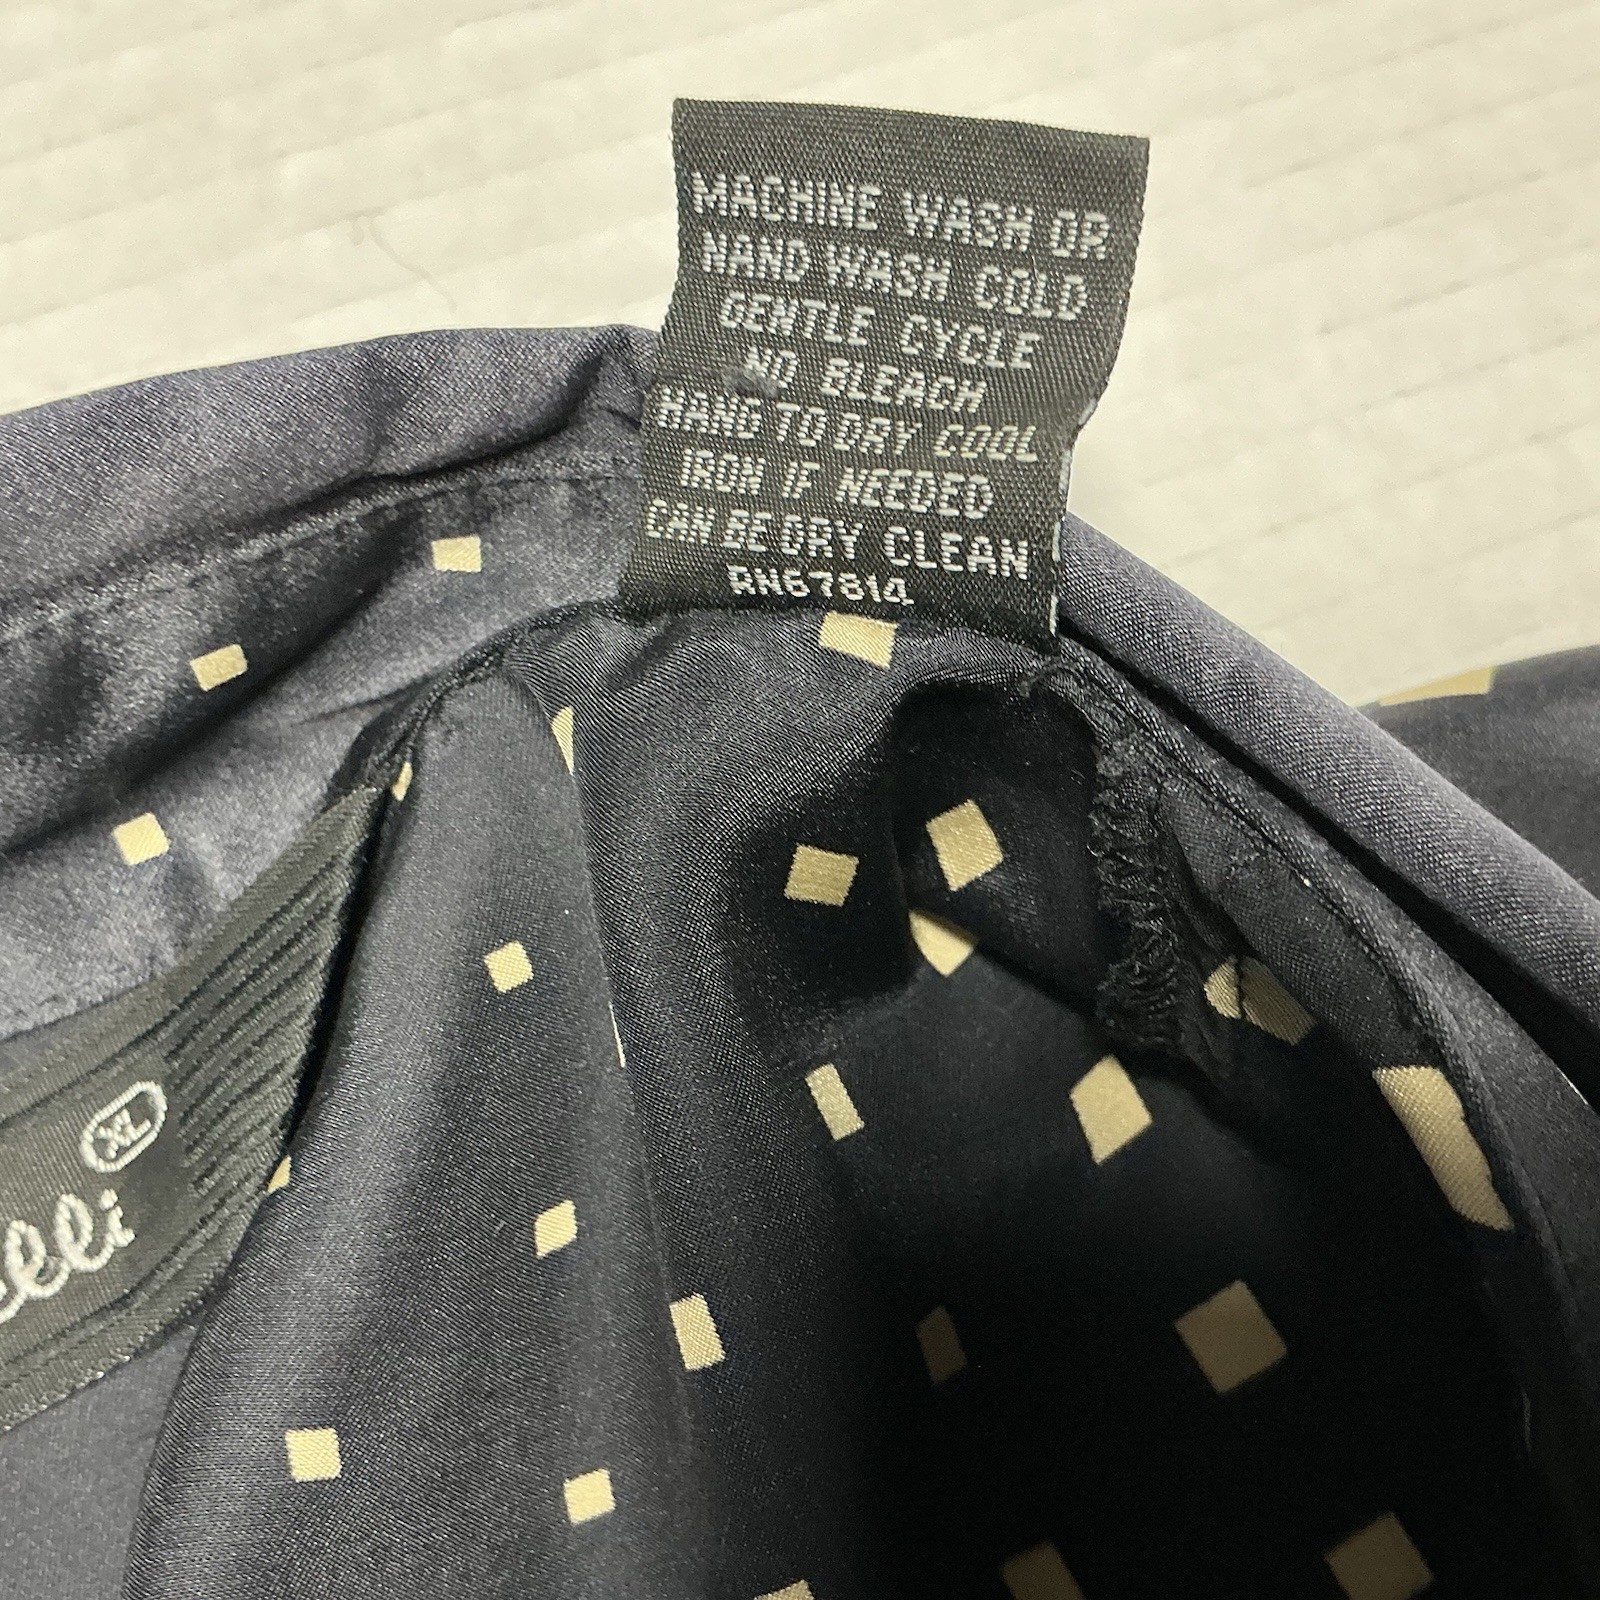 MACHINE WASH OR
HAND WASH COLD
GENTLE CYCLE
NO BLEACH
HANG TO DRY COOL
IRON IF NEEDED
CAN BE DRY CLEAN
RN67814
XL